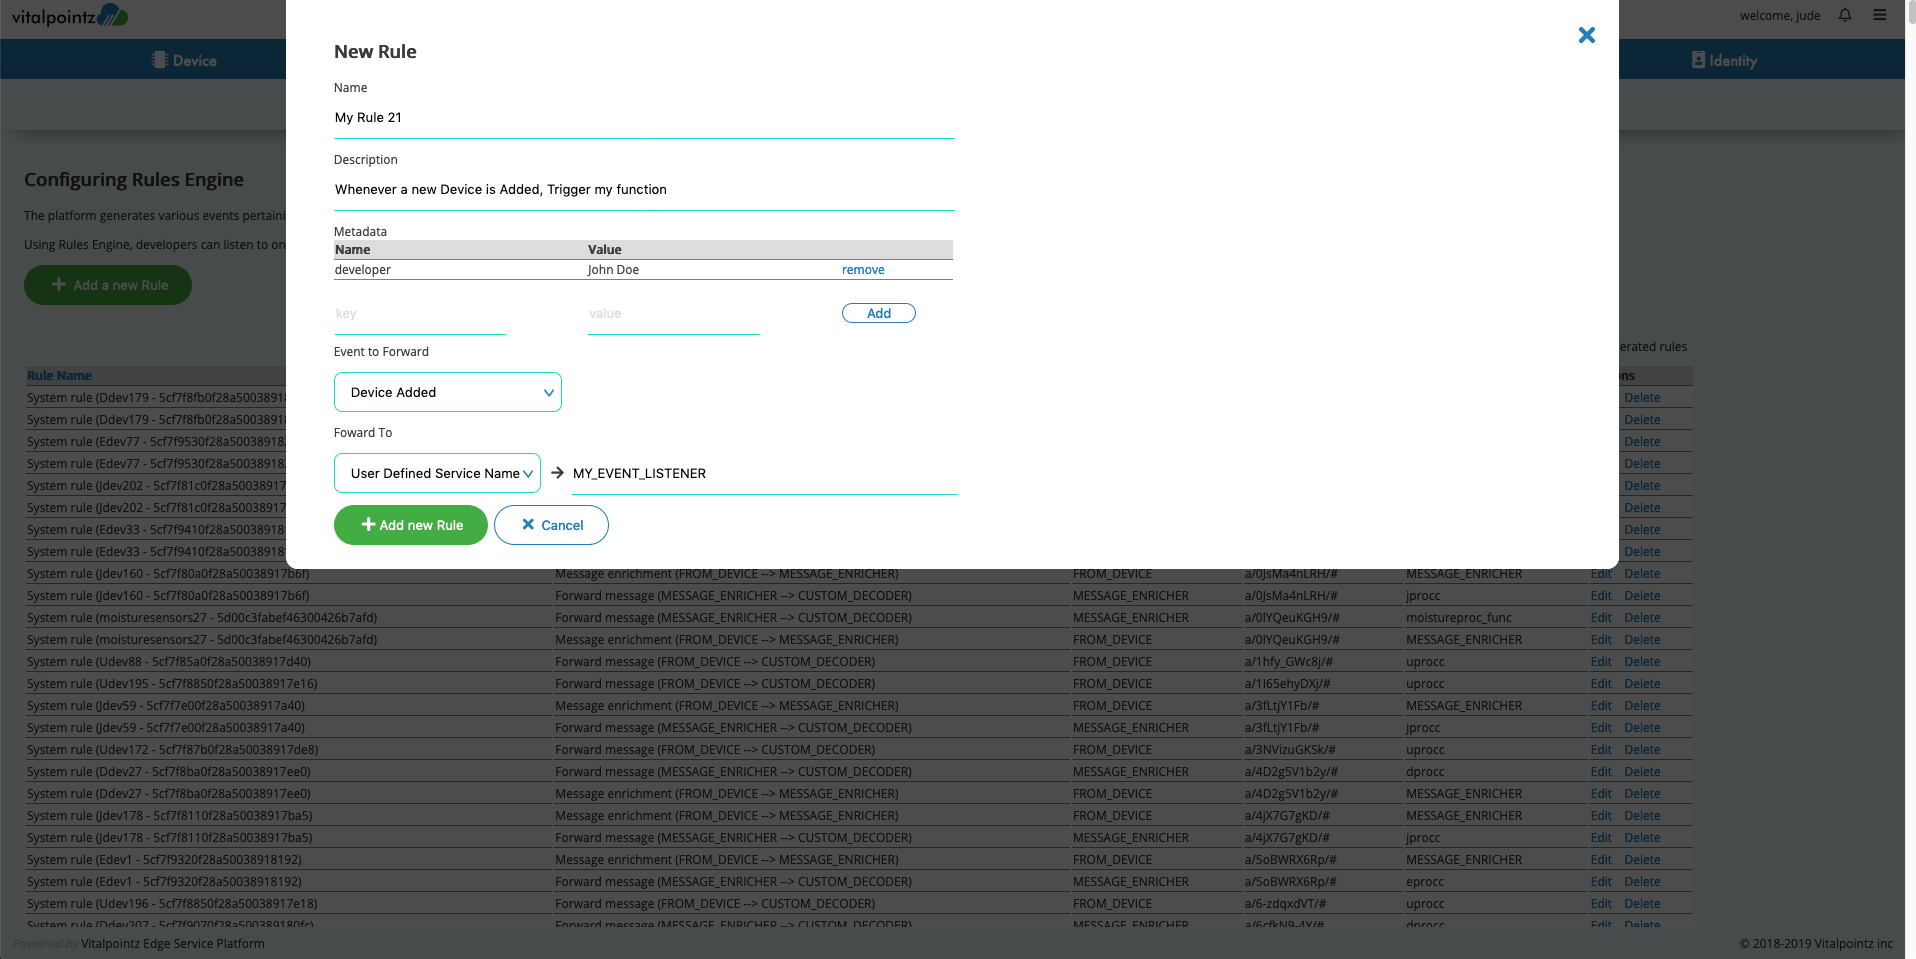 vitalpointz
welcome, jude
Device
Identity
New Rule
Name
My Rule 21
Description
Whenever a new Device is Added, Trigger my function
Metadata
Name Value
developer John Doe remove
key value Add
Event to Forward
Device Added
Foward To
User Defined Service Name MY_EVENT_LISTENER
Add new Rule Cancel
Configuring Rules Engine
The platform generates various events pertaini
Using Rules Engine, developers can listen to on
Add a new Rule
erated rules
Rule Name ns
System rule (Ddev179 - 5cf7f8fb0f28a50038918 Delete
System rule (Ddev179 - 5cf7f8fb0f28a50038918 Delete
System rule (Edev77 - 5cf7f9530f28a500389182 Delete
System rule (Edev77 - 5cf7f9530f28a500389182 Delete
System rule (Jdev202 - 5cf7f81c0f28a50038917 Delete
System rule (Jdev202 - 5cf7f81c0f28a50038917 Delete
System rule (Edev33 - 5cf7f9410f28a500389181 Delete
System rule (Edev33 - 5cf7f9410f28a500389181 Delete
System rule (Jdev160 - 5cf7f80a0f28a50038917b6f) Message enrichment (FROM_DEVICE --> MESSAGE_ENRICHER) FROM_DEVICE a/0JsMa4nLRH/# MESSAGE_ENRICHER Edit Delete
System rule (Jdev160 - 5cf7f80a0f28a50038917b6f) Forward message (MESSAGE_ENRICHER --> CUSTOM_DECODER) MESSAGE_ENRICHER a/0JsMa4nLRH/# jprocc Edit Delete
System rule (moisturesensors27 - 5d00c3fabef46300426b7afd) Forward message (MESSAGE_ENRICHER --> CUSTOM_DECODER) MESSAGE_ENRICHER a/0lYQeuKGH9/# moistureproc_func Edit Delete
System rule (moisturesensors27 - 5d00c3fabef46300426b7afd) Message enrichment (FROM_DEVICE --> MESSAGE_ENRICHER) FROM_DEVICE a/0lYQeuKGH9/# MESSAGE_ENRICHER Edit Delete
System rule (Udev88 - 5cf7f85a0f28a50038917d40) Forward message (FROM_DEVICE --> CUSTOM_DECODER) FROM_DEVICE a/1hfy_GWc8j/# uprocc Edit Delete
System rule (Udev195 - 5cf7f8850f28a50038917e16) Forward message (FROM_DEVICE --> CUSTOM_DECODER) FROM_DEVICE a/1I65ehyDXj/# uprocc Edit Delete
System rule (Jdev59 - 5cf7f7e00f28a50038917a40) Message enrichment (FROM_DEVICE --> MESSAGE_ENRICHER) FROM_DEVICE a/3fLtjY1Fb/# MESSAGE_ENRICHER Edit Delete
System rule (Jdev59 - 5cf7f7e00f28a50038917a40) Forward message (MESSAGE_ENRICHER --> CUSTOM_DECODER) MESSAGE_ENRICHER a/3fLtjY1Fb/# jprocc Edit Delete
System rule (Udev172 - 5cf7f87b0f28a50038917de8) Forward message (FROM_DEVICE --> CUSTOM_DECODER) FROM_DEVICE a/3NVizuGKSk/# uprocc Edit Delete
System rule (Ddev27 - 5cf7f8ba0f28a50038917ee0) Forward message (MESSAGE_ENRICHER --> CUSTOM_DECODER) MESSAGE_ENRICHER a/4D2g5V1b2y/# dprocc Edit Delete
System rule (Ddev27 - 5cf7f8ba0f28a50038917ee0) Message enrichment (FROM_DEVICE --> MESSAGE_ENRICHER) FROM_DEVICE a/4D2g5V1b2y/# MESSAGE_ENRICHER Edit Delete
System rule (Jdev178 - 5cf7f8110f28a50038917ba5) Message enrichment (FROM_DEVICE --> MESSAGE_ENRICHER) FROM_DEVICE a/4jX7G7gKD/# MESSAGE_ENRICHER Edit Delete
System rule (Jdev178 - 5cf7f8110f28a50038917ba5) Forward message (MESSAGE_ENRICHER --> CUSTOM_DECODER) MESSAGE_ENRICHER a/4jX7G7gKD/# jprocc Edit Delete
System rule (Edev1 - 5cf7f9320f28a50038918192) Message enrichment (FROM_DEVICE --> MESSAGE_ENRICHER) FROM_DEVICE a/5oBWRX6Rp/# MESSAGE_ENRICHER Edit Delete
System rule (Edev1 - 5cf7f9320f28a50038918192) Forward message (MESSAGE_ENRICHER --> CUSTOM_DECODER) MESSAGE_ENRICHER a/5oBWRX6Rp/# eprocc Edit Delete
System rule (Udev196 - 5cf7f8850f28a50038917e18) Forward message (FROM_DEVICE --> CUSTOM_DECODER) FROM_DEVICE a/6-zdqxdVT/# uprocc Edit Delete
System rule (Ddev207 - 5cf7f9070f28a500389180fc) Forward message (MESSAGE_ENRICHER --> CUSTOM_DECODER) MESSAGE_ENRICHER a/6cfkN9-4Y/# dprocc Edit Delete
Powered by Vitalpointz Edge Service Platform
© 2018-2019 Vitalpointz inc